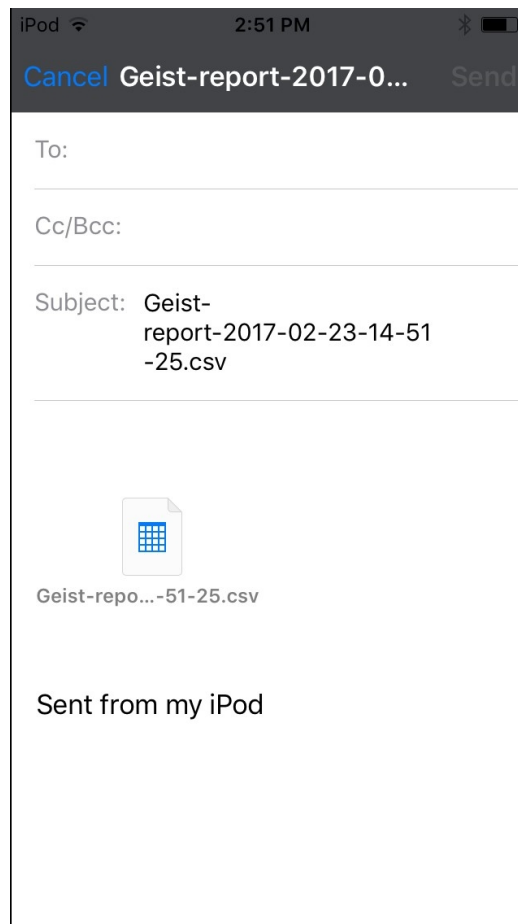 iPod 2:51 PM
Cancel Geist-report-2017-0... Send
To:
Cc/Bcc:
Subject: Geist-
report-2017-02-23-14-51
-25.csv
Geist-repo...-51-25.csv
Sent from my iPod